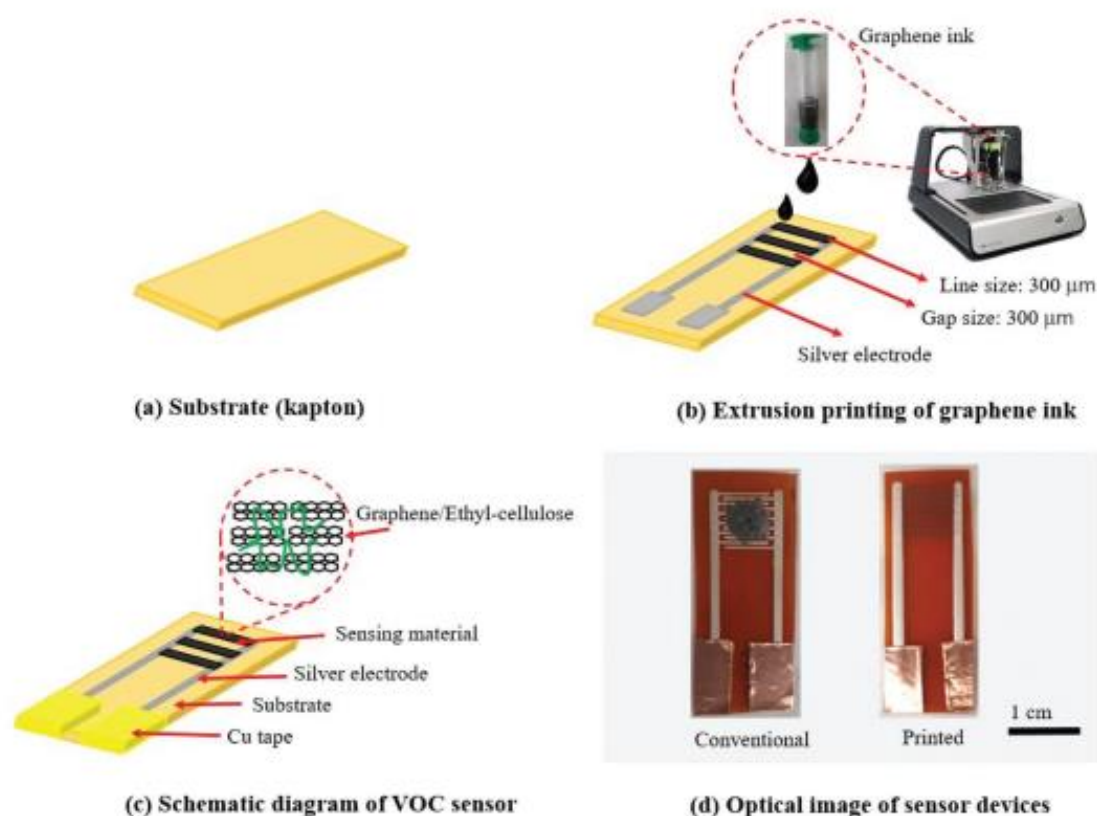 Graphene ink
Line size: 300 μm
Gap size: 300 μm
Silver electrode
(a) Substrate (kapton)
(b) Extrusion printing of graphene ink
Graphene/Ethyl-cellulose
Sensing material
Silver electrode
Substrate
Cu tape
(c) Schematic diagram of VOC sensor
1 cm
Conventional
Printed
(d) Optical image of sensor devices